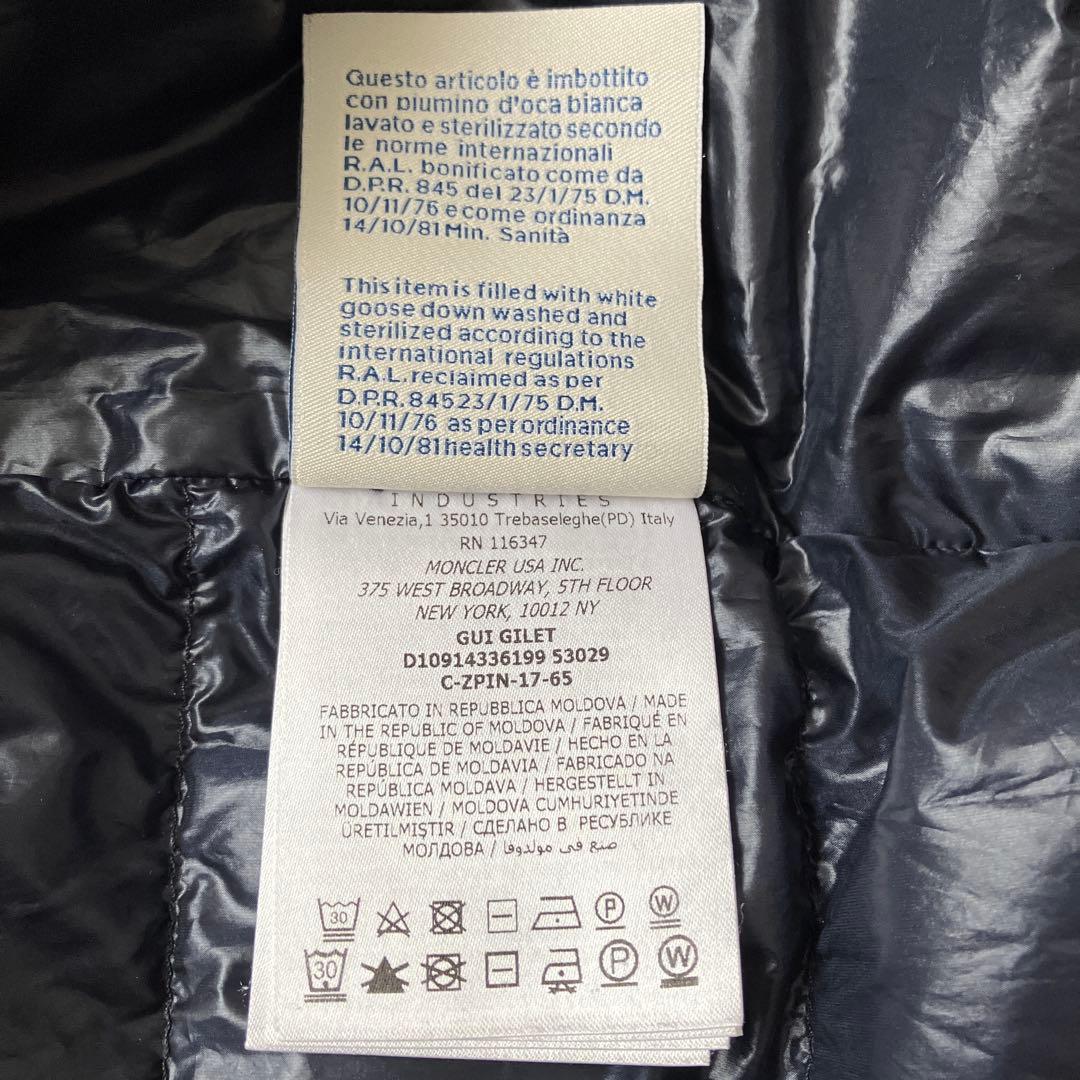 Questo articolo è imbottito
con piumino d'oca bianca
lavato e sterilizzato secondo
le norme internazionali
R.A.L. bonificato come da
D.P.R. 845 del 23/1/75 D.M.
10/11/76 e come ordinanza
14/10/81 Min. Sanità
This item is filled with white
goose down washed and
sterilized according to the
international regulations
R.A.L. reclaimed as per
D.P.R. 84523/1/75 D.M.
10/11/76 as per ordinance
14/10/81 health secretary
INDUSTRIES
Via Venezia,1 35010 Trebaseleghe(PD) Italy
RN 116347
MONCLER USA INC.
375 WEST BROADWAY, 5TH FLOOR
NEW YORK, 10012 NY
GUI GILET
D10914336199 53029
C-ZPIN-17-65
FABBRICATO IN REPUBBLICA MOLDOVA / MADE
IN THE REPUBLIC OF MOLDOVA / FABRIQUÉ EN
RÉPUBLIQUE DE MOLDAVIE / HECHO EN LA
REPÚBLICA DE MOLDAVIA / FABRICADO NA
REPÚBLICA MOLDAVA / HERGESTELLT IN
MOLDAWIEN / MOLDOVA CUMHURIYETINDE
ÜRETILMIŞTIR / СДЕЛАНО В РЕСУБЛИКЕ
МОЛДОВА / صنع في مولدوفا
30 P W
30 P W